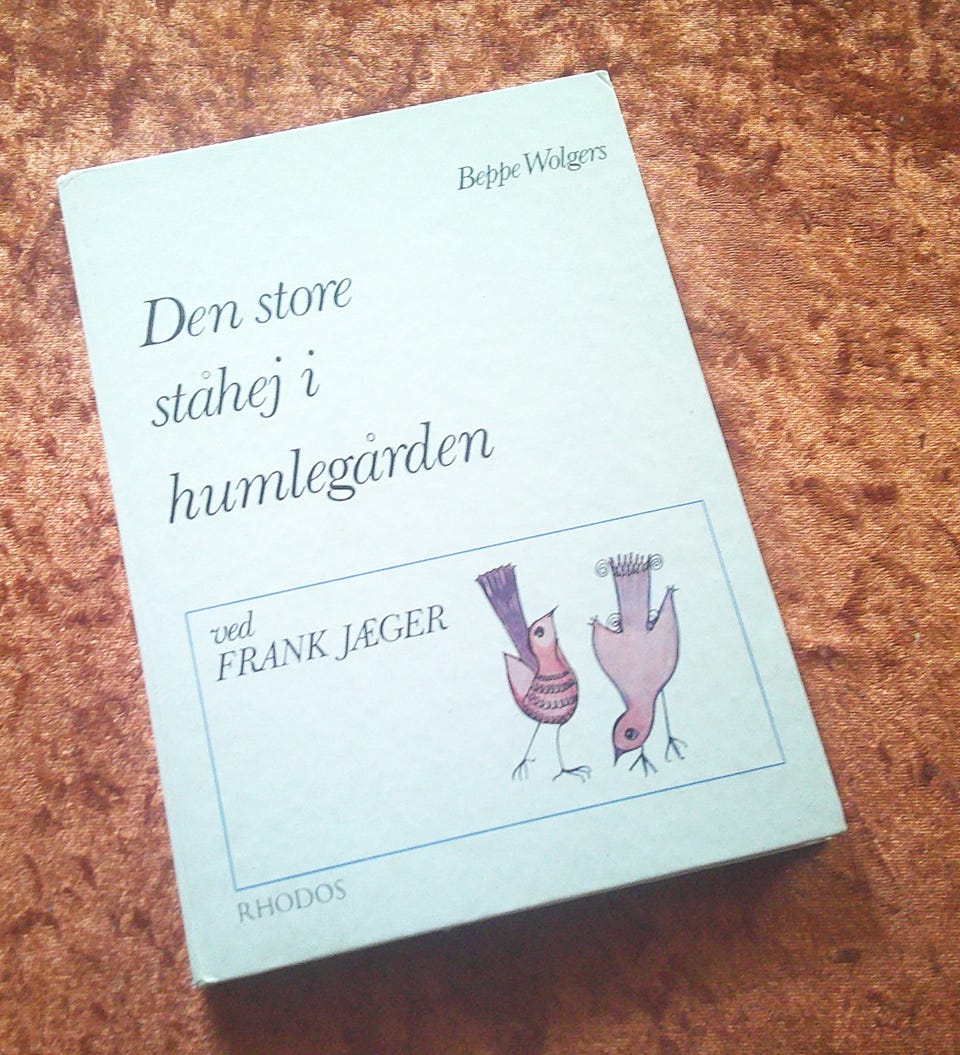 Beppe Wolgers
Den store
ståhej i
humlegården
ved
FRANK JÆGER
RHODOS